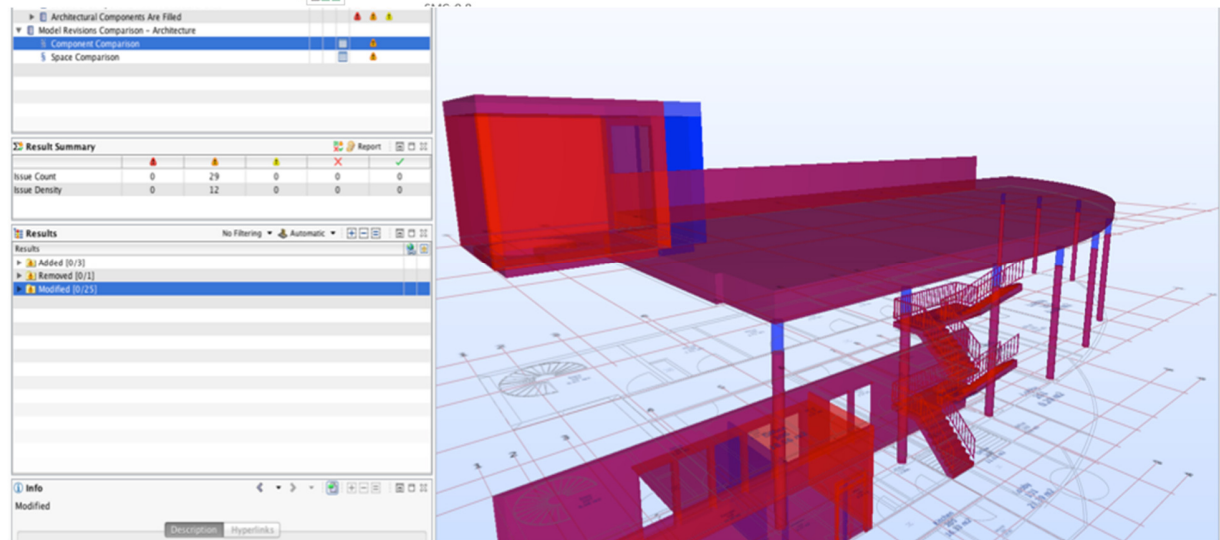 Architectural Components Are Filled
Model Revisions Comparison - Architecture
§ Component Comparison
§ Space Comparison
Result Summary
Report
Issue Count 0 29 0 0 0
Issue Density 0 12 0 0 0
Results
No Filtering
Automatic
Results
Added [0/3]
Removed [0/1]
Modified [0/25]
Info
Modified
Description Hyperlinks